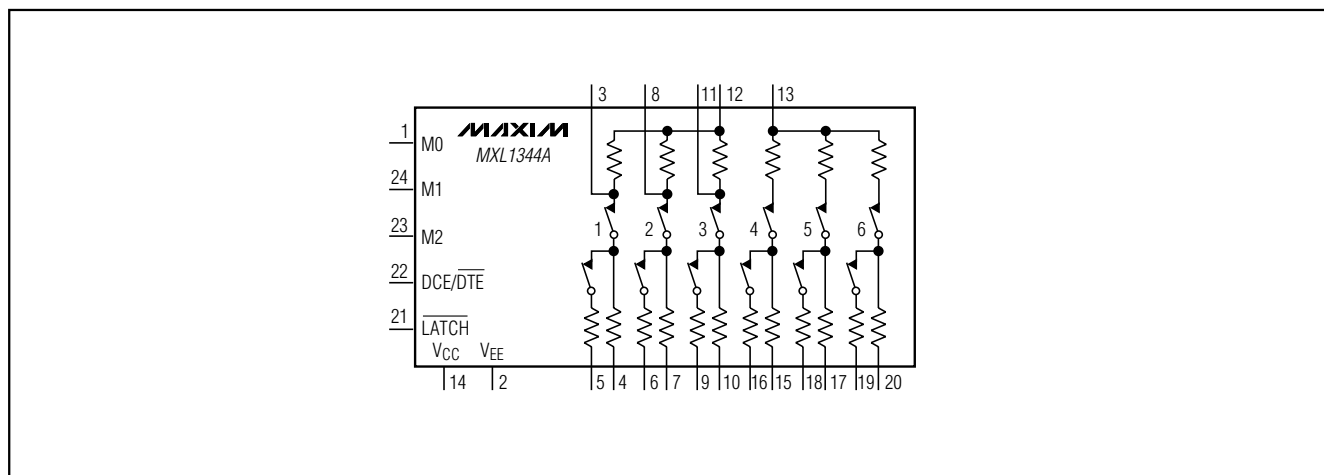 3 8 11 12 13
1 M0 MAXIM
MXL1344A
24 M1
23 M2
1 2 3 4 5 6
22 DCE/D̅T̅E̅
21 L̅A̅T̅C̅H̅
VCC VEE
14 2 5 4 6 7 9 10 16 15 18 17 19 20